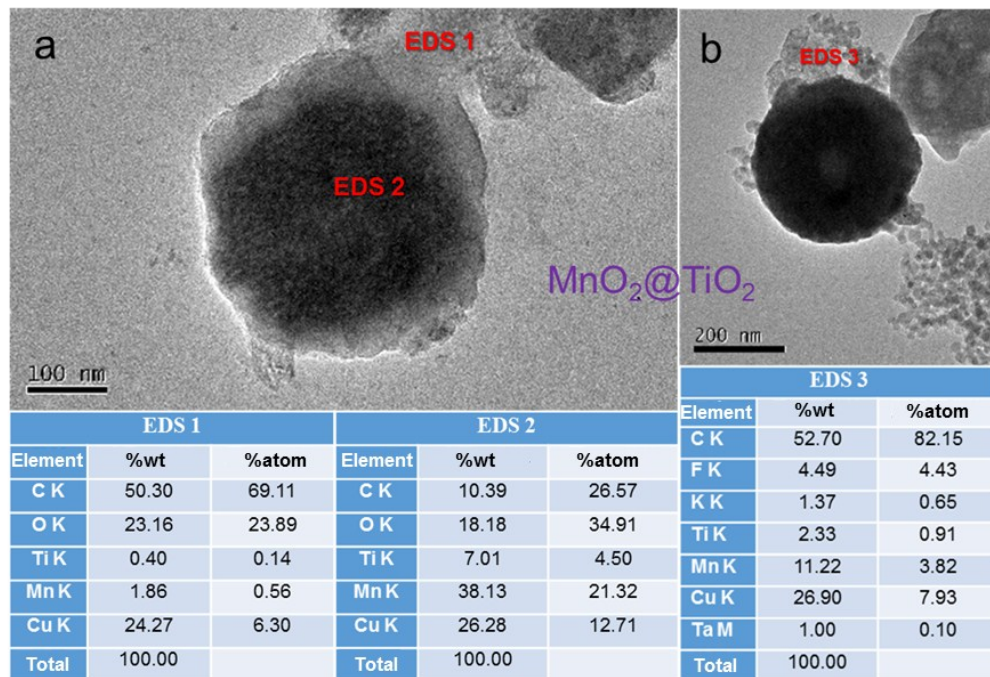 a
EDS 1
EDS 2
100 nm
MnO₂@TiO₂
b
EDS 3
200 nm
EDS 1
Element %wt %atom
C K 50.30 69.11
O K 23.16 23.89
Ti K 0.40 0.14
Mn K 1.86 0.56
Cu K 24.27 6.30
Total 100.00
EDS 2
Element %wt %atom
C K 10.39 26.57
O K 18.18 34.91
Ti K 7.01 4.50
Mn K 38.13 21.32
Cu K 26.28 12.71
Total 100.00
EDS 3
Element %wt %atom
C K 52.70 82.15
F K 4.49 4.43
K K 1.37 0.65
Ti K 2.33 0.91
Mn K 11.22 3.82
Cu K 26.90 7.93
Ta M 1.00 0.10
Total 100.00